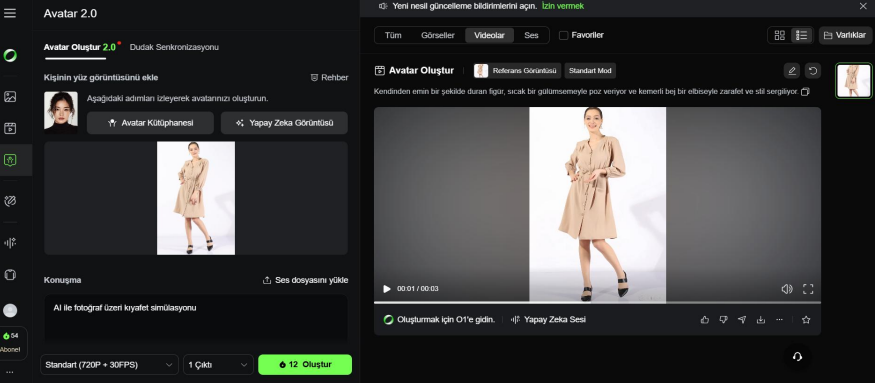 Avatar 2.0
Avatar Oluştur 2.0
Dudak Senkronizasyonu
Kişinin yüz görüntüsünü ekle
Rehber
Aşağıdaki adımları izleyerek avatarınızı oluşturun.
Avatar Kütüphanesi
Yapay Zeka Görüntüsü
Konuşma
Ses dosyasını yükle
AI ile fotoğraf üzeri kıyafet simülasyonu
54
Abonel
Standart (720P + 30FPS)
1 Çıktı
12 Oluştur
Yeni nesil güncelleme bildirimlerini açın. İzin vermek
Tüm
Görseller
Videolar
Ses
Favoriler
Varlıklar
Avatar Oluştur
Referans Görüntüsü
Standart Mod
Kendinden emin bir şekilde duran figür, sıcak bir gülümsemeyle poz veriyor ve kemerli bej bir elbiseyle zarafet ve stil sergiliyor.
00:01 / 00:03
Oluşturmak için O1'e gidin.
Yapay Zeka Sesi